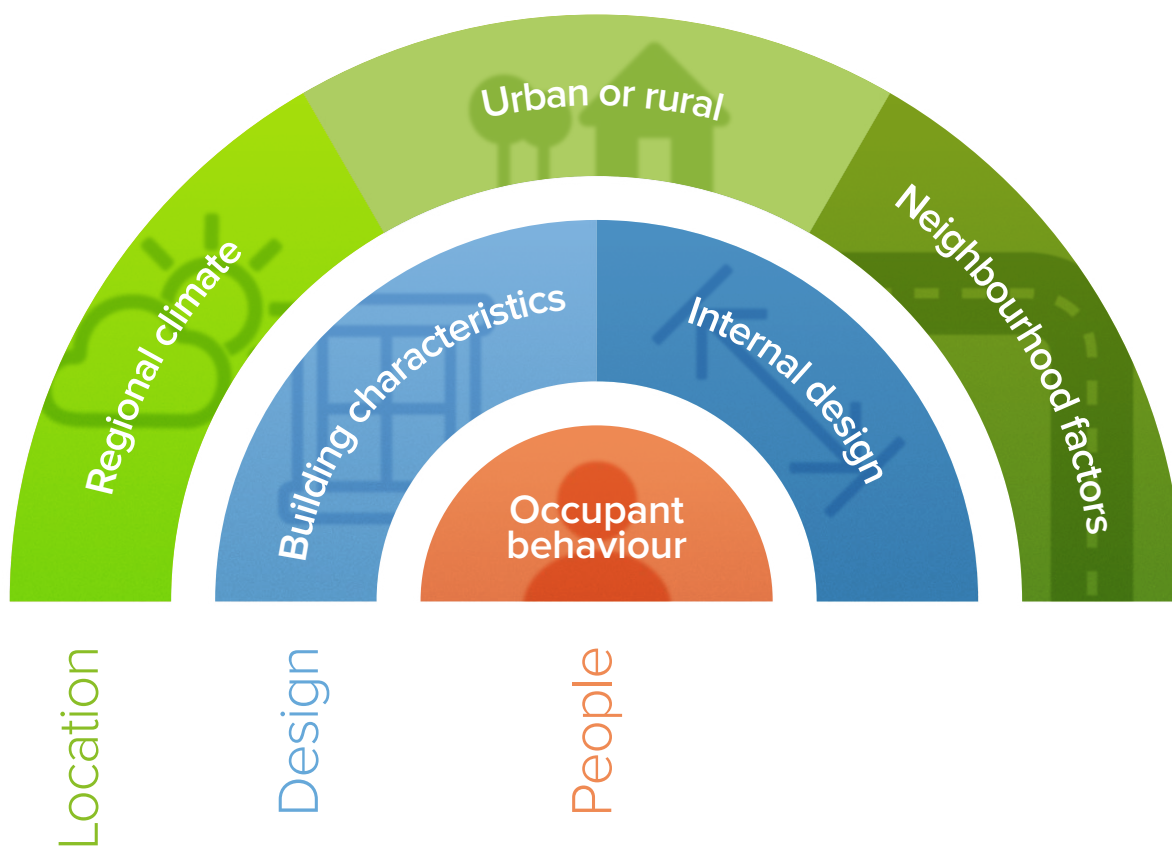 Urban or rural
Regional climate
Neighbourhood factors
Building characteristics
Internal design
Occupant
behaviour
Location
Design
People